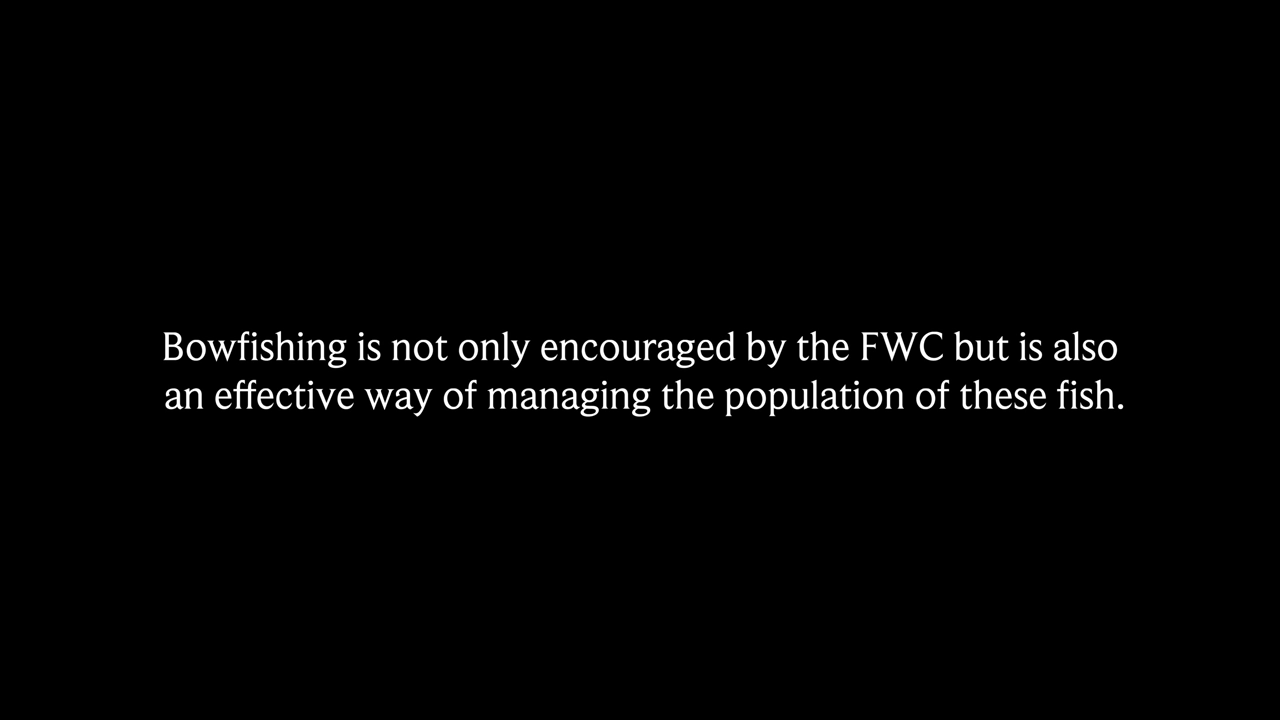 Bowfishing is not only encouraged by the FWC but is also
an effective way of managing the population of these fish.